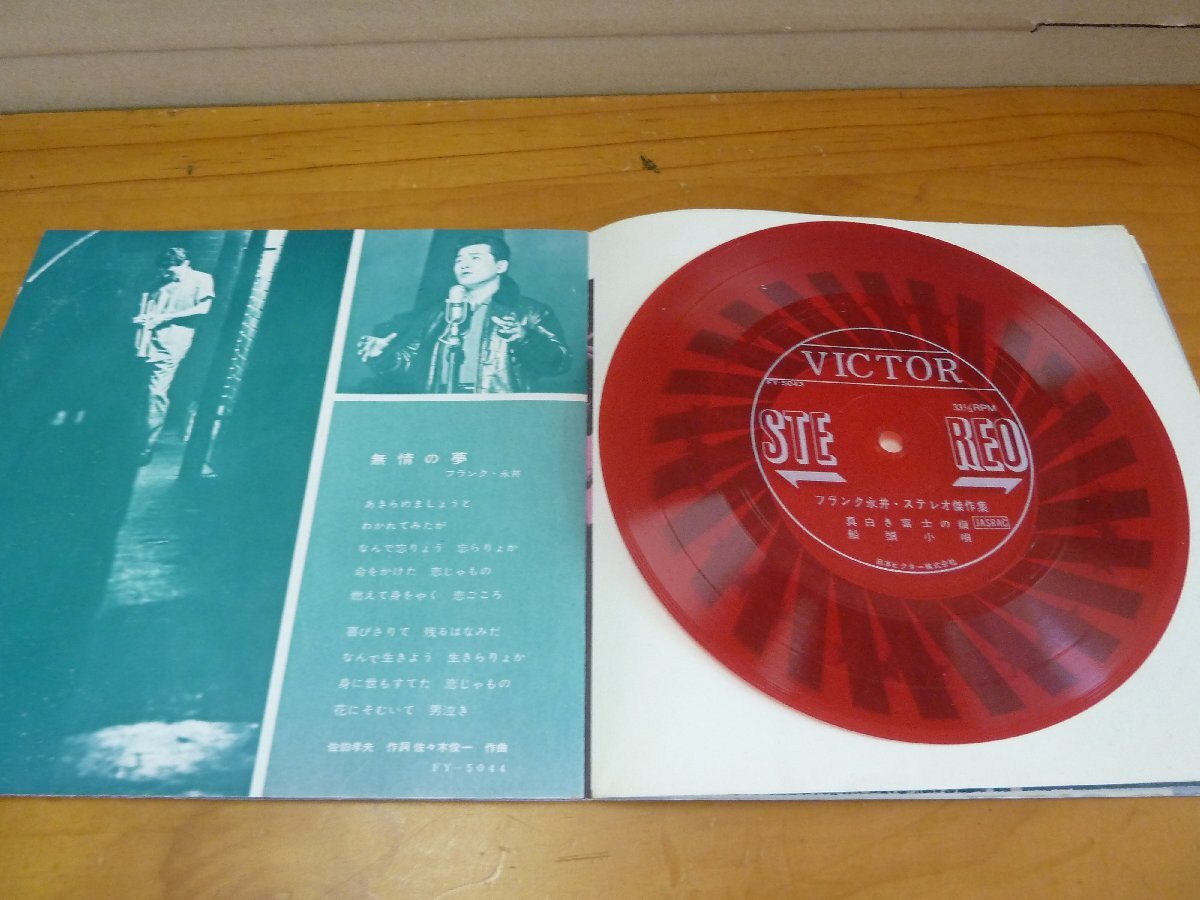 無情の夢
フランク・永井
あきらめましょうと
わかれてみたが
なんで忘りょう 忘らりょか
命をかけた 恋じゃもの
燃えて身をやく 恋ごころ
喜びさりて 残るはなみだ
なんで生きよう 生きらりょか
身に世もすてた 恋じゃもの
花にそむいて 男泣き
佐伯孝夫 作詞 佐々木俊一 作曲
FY-5044
VICTOR
FY-5043
33⅓RPM
STE REO
フランク永井・ステレオ傑作集
真白き富士の嶺 JASRAC
船頭小唄
日本ビクター株式会社